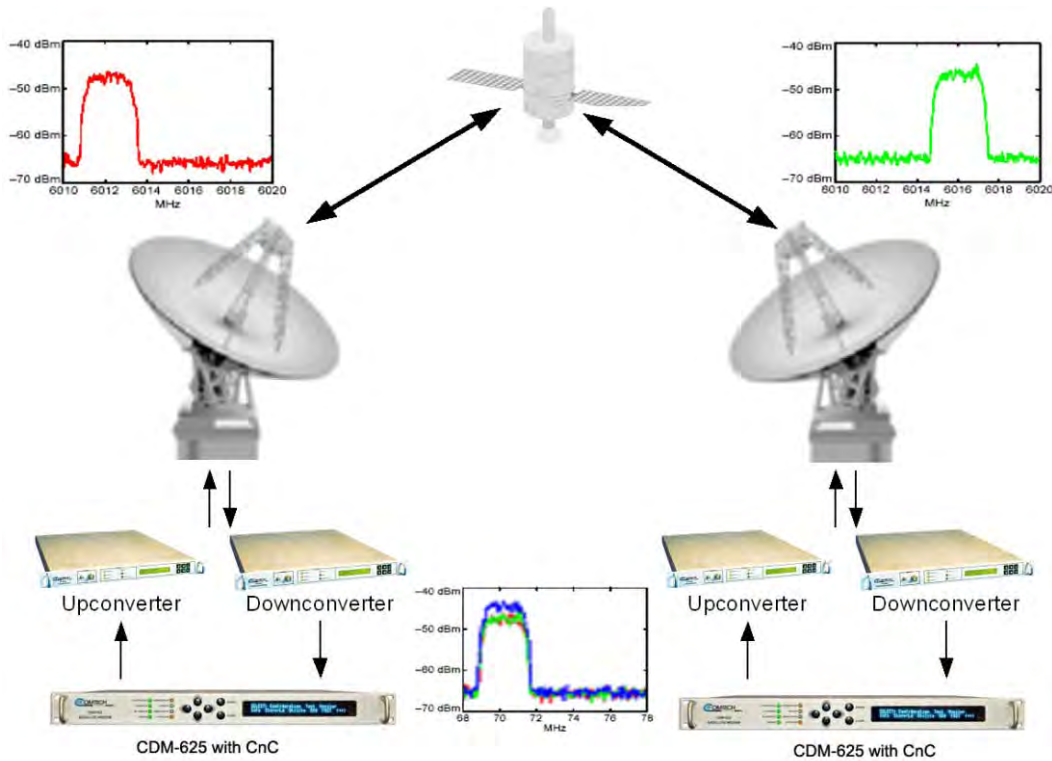 −40 dBm
−50 dBm
−60 dBm
−70 dBm
6010 6012 6014 6016 6018 6020
MHz
−40 dBm
−50 dBm
−60 dBm
−70 dBm
6010 6012 6014 6016 6018 6020
MHz
Upconverter
Downconverter
Upconverter
Downconverter
−40 dBm
−50 dBm
−60 dBm
−70 dBm
68 70 72 74 76 78
MHz
COMTECH
COMTECH
CDM-625 with CnC
CDM-625 with CnC